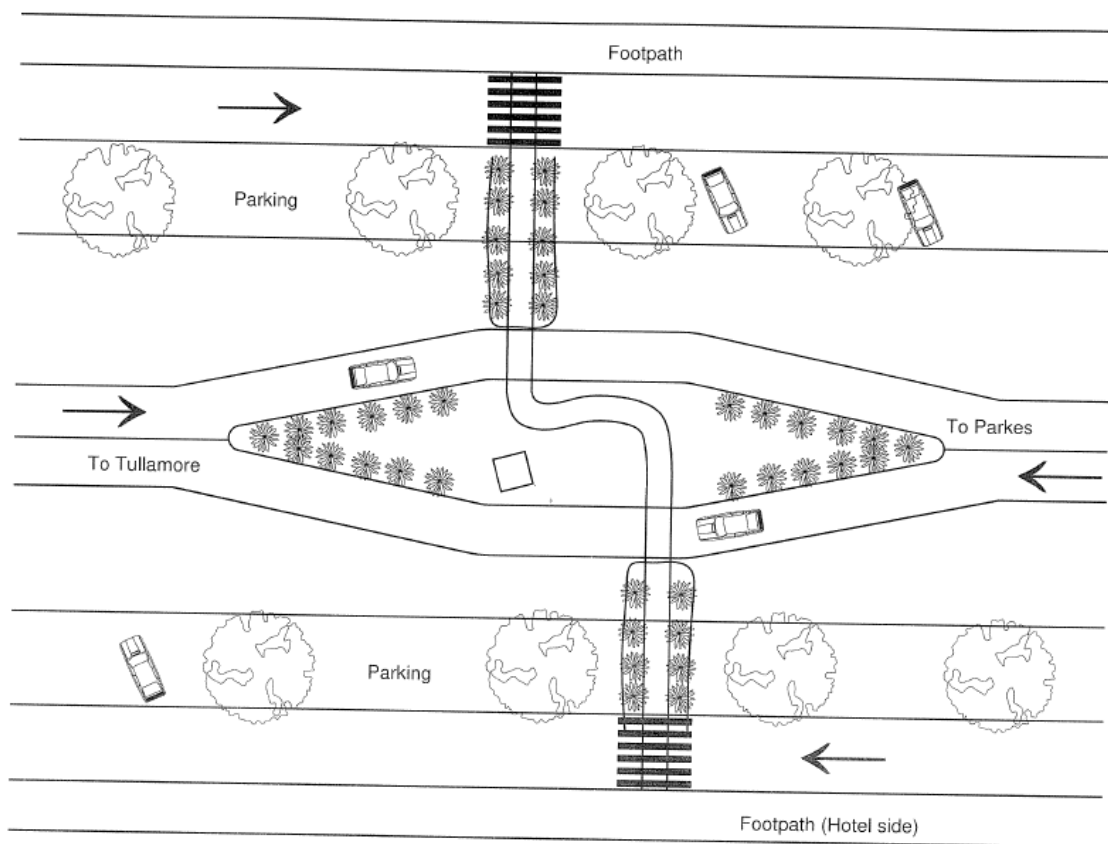 Footpath
Parking
To Parkes
To Tullamore
Parking
Footpath (Hotel side)